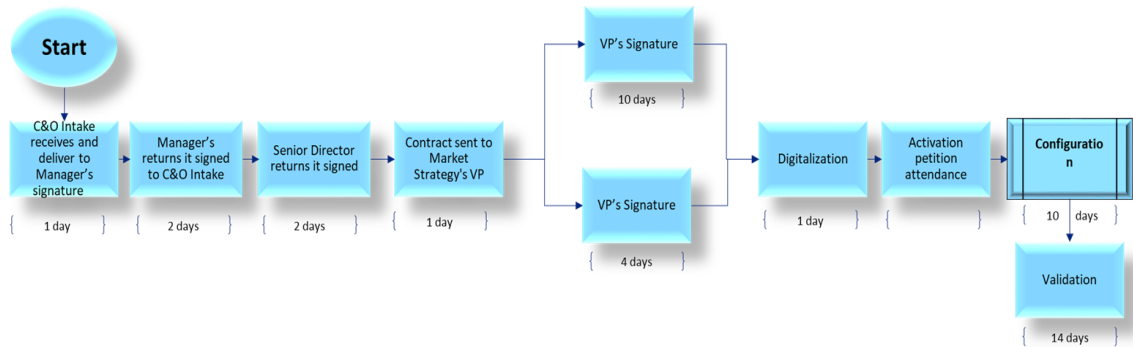 Start
C&O Intake
receives and
deliver to
Manager's
signature
{ 1 day }
Manager's
returns it signed
to C&O Intake
{ 2 days }
Senior Director
returns it signed
{ 2 days }
Contract sent to
Market
Strategy's VP
{ 1 day }
VP's Signature
{ 10 days }
VP's Signature
{ 4 days }
Digitalization
{ 1 day }
Activation
petition
attendance
{ }
Configuratio
n
{ 10 days }
Validation
{ 14 days }